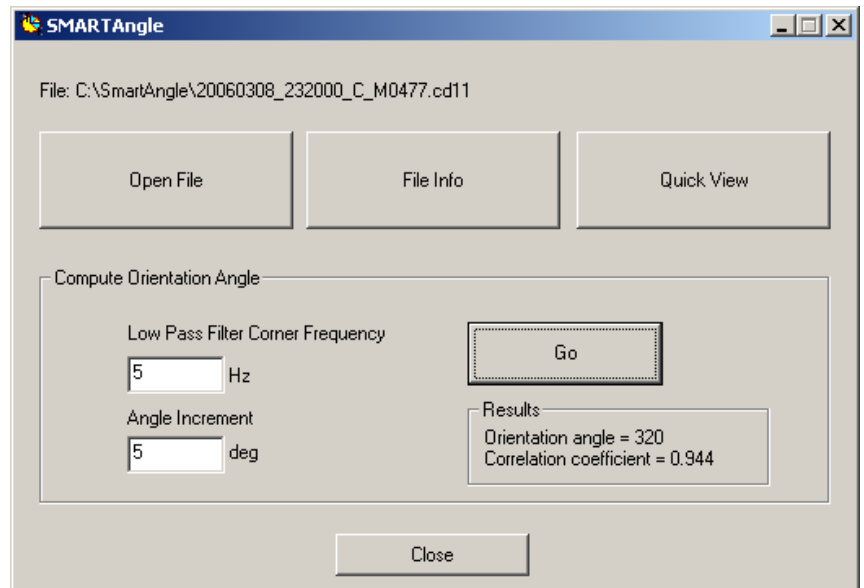 SMARTAngle
File: C:\SmartAngle\20060308_232000_C_M0477.cd11
Open File
File Info
Quick View
Compute Orientation Angle
Low Pass Filter Corner Frequency
5 Hz
Go
Angle Increment
5 deg
Results
Orientation angle = 320
Correlation coefficient = 0.944
Close